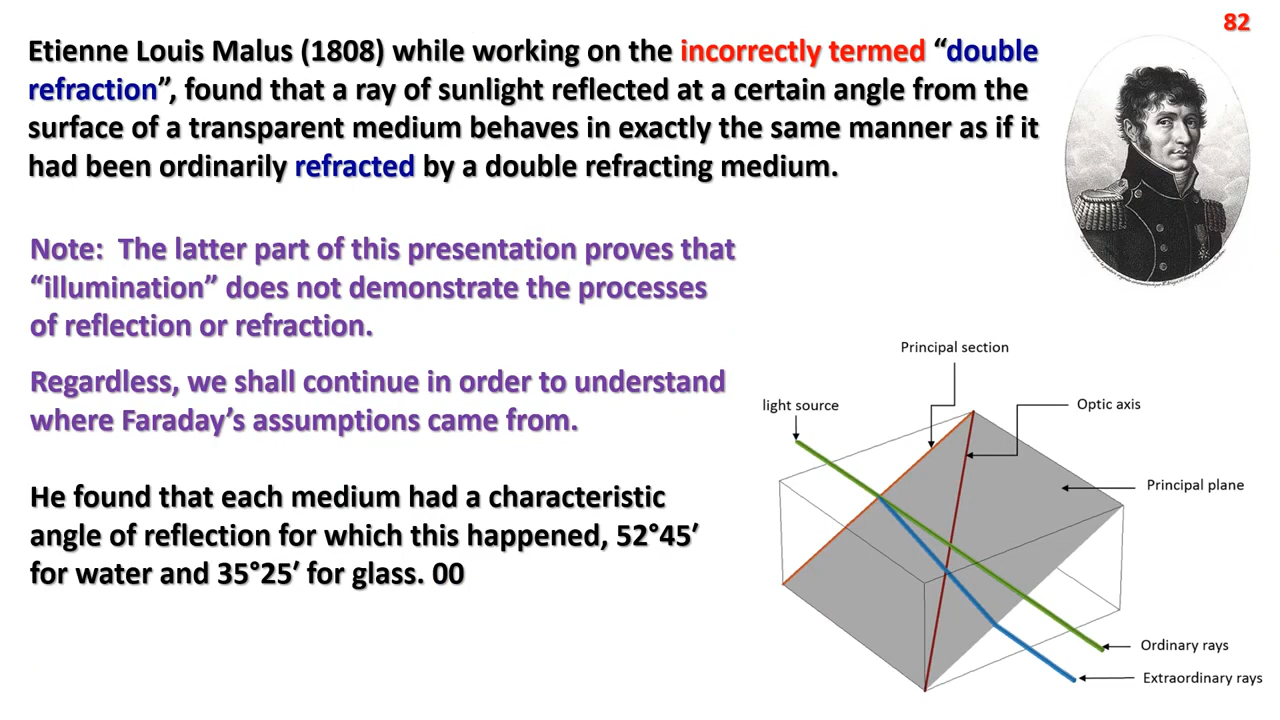 82
Etienne Louis Malus (1808) while working on the incorrectly termed “double
refraction”, found that a ray of sunlight reflected at a certain angle from the
surface of a transparent medium behaves in exactly the same manner as if it
had been ordinarily refracted by a double refracting medium.
Note:  The latter part of this presentation proves that
“illumination” does not demonstrate the processes
of reflection or refraction.
Regardless, we shall continue in order to understand
where Faraday’s assumptions came from.
He found that each medium had a characteristic
angle of reflection for which this happened, 52°45′
for water and 35°25′ for glass. 00
Principal section
light source
Optic axis
Principal plane
Ordinary rays
Extraordinary rays